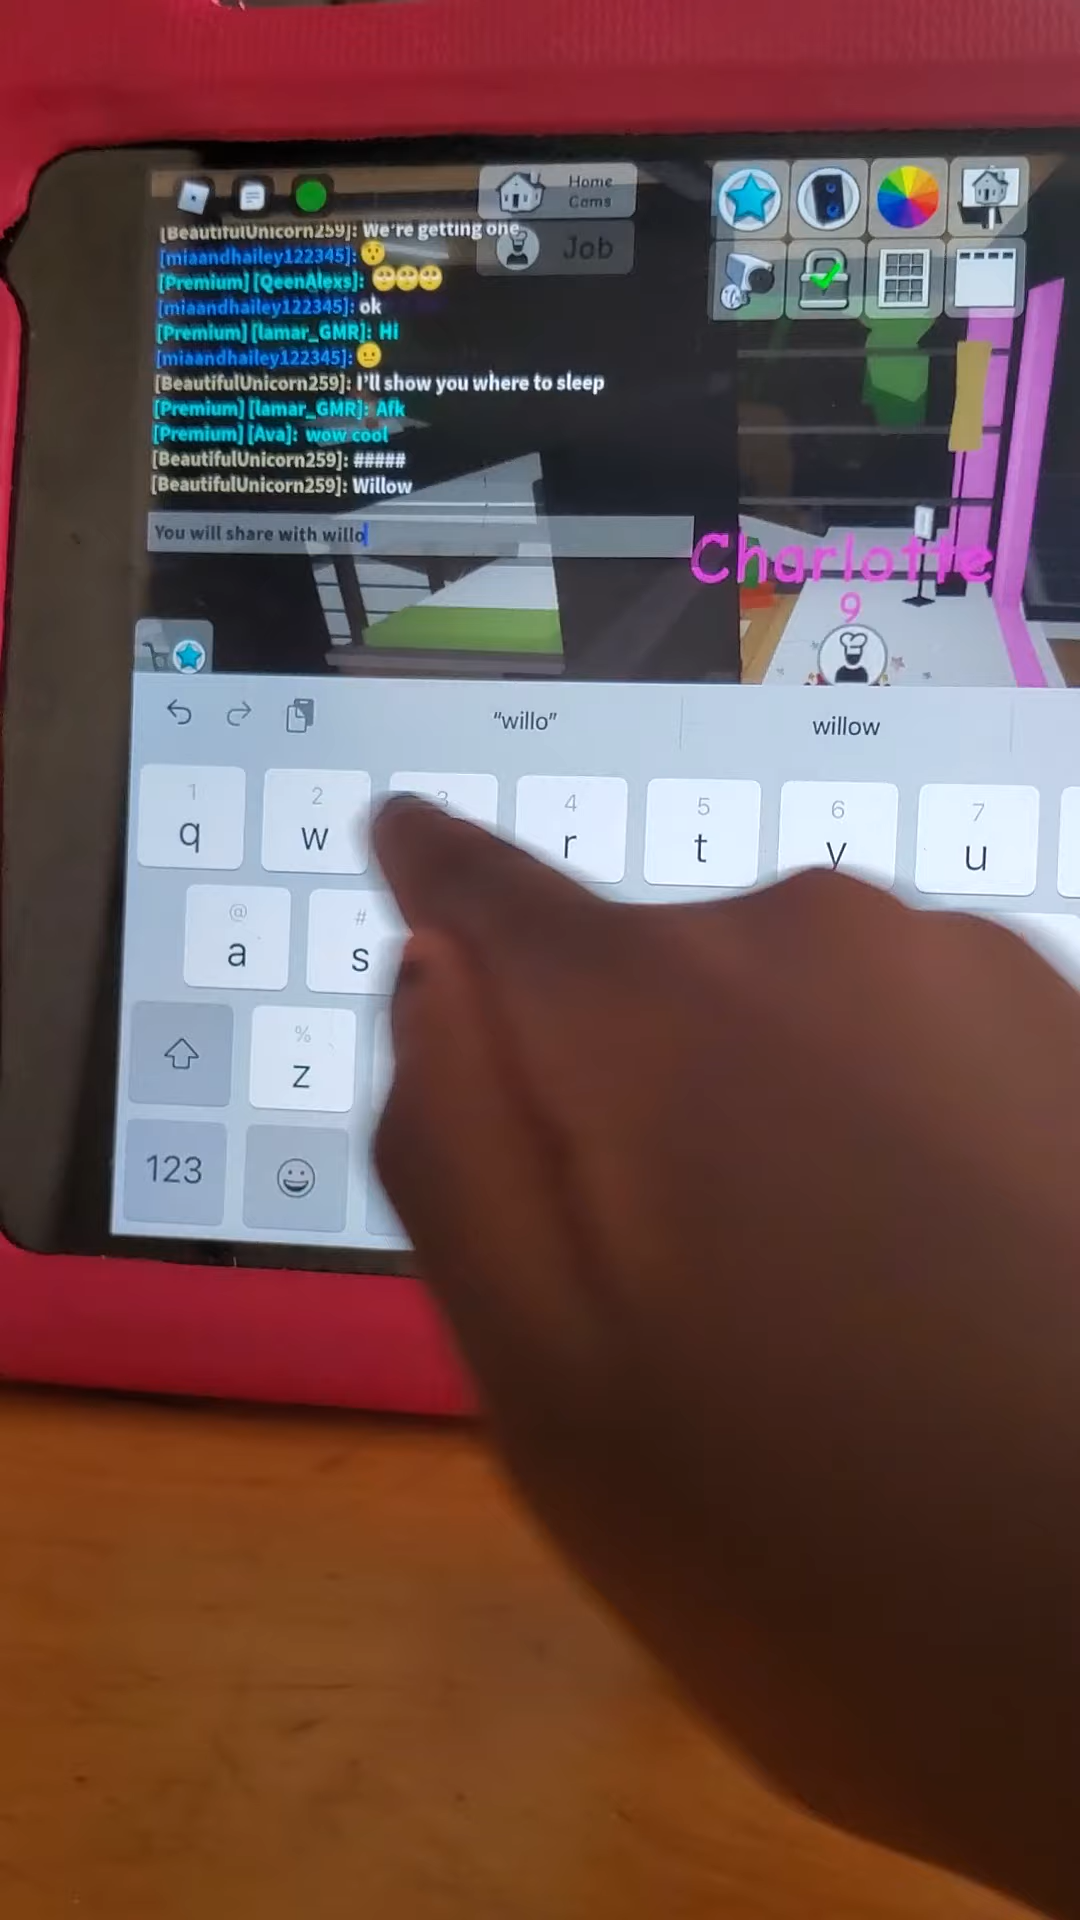 Home
Cams
[BeautifulUnicorn259]: We're getting one
Job
[miaandhailey122345]: 😯
[Premium] [QeenAlexs]: 🙄🙄🙄
[miaandhailey122345]: ok
[Premium] [lamar_GMR]: Hi
[miaandhailey122345]: 😐
[BeautifulUnicorn259]: I'll show you where to sleep
[Premium] [lamar_GMR]: Afk
[Premium] [Ava]: wow cool
[BeautifulUnicorn259]: #####
[BeautifulUnicorn259]: Willow
You will share with willo
Charlotte
9
"willo" willow
1 2 3 4 5 6 7
q w r t y u
@ #
a s
%
z
123